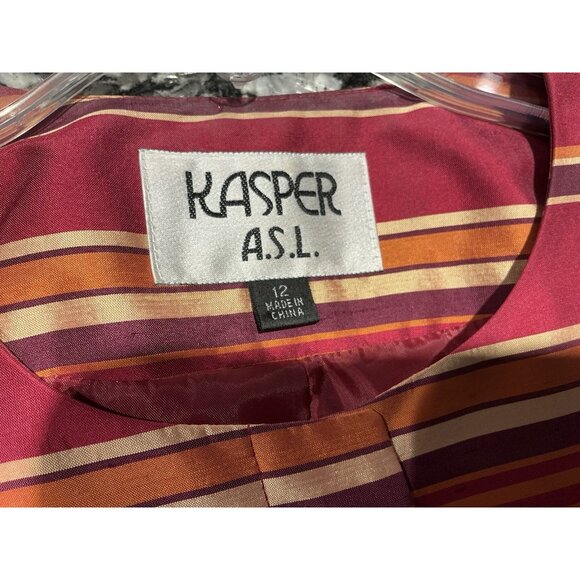 KASPER
A.S.L.
12
MADE IN
CHINA